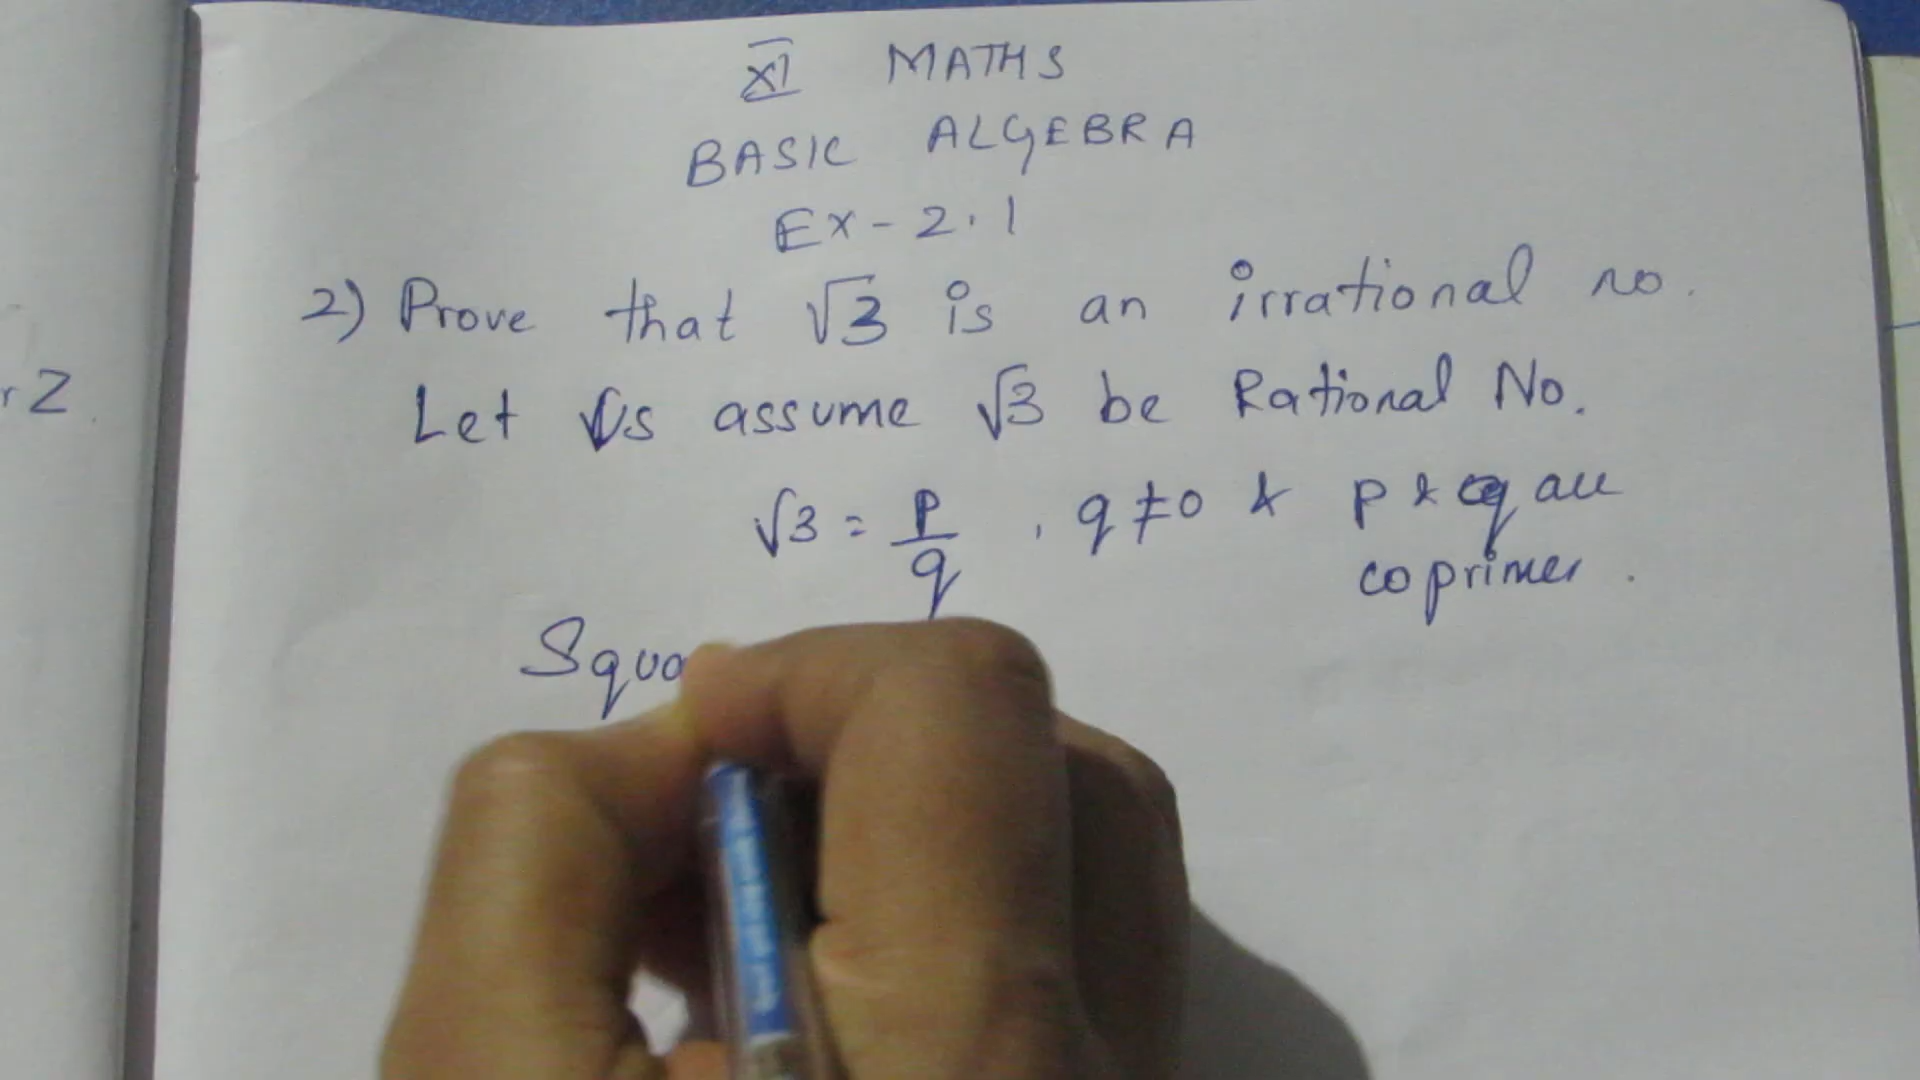 XI MATHS
BASIC ALGEBRA
Ex - 2.1
2) Prove that √3 is an irrational no.
Let Us assume √3 be Rational No.
√3 = p/q , q ≠ 0 & p & q are
coprimes.
Squa
r 2